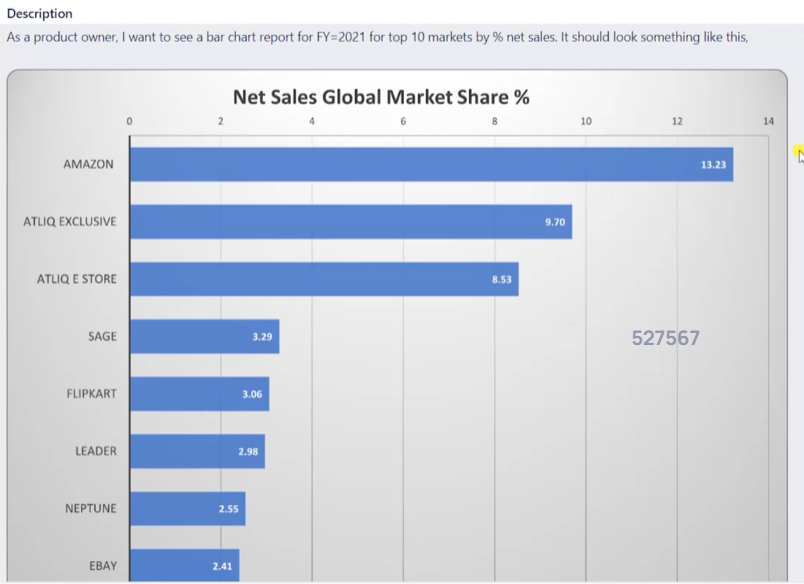 Description
As a product owner, I want to see a bar chart report for FY=2021 for top 10 markets by % net sales. It should look something like this,
Net Sales Global Market Share %
0 2 4 6 8 10 12 14
AMAZON 13.23
ATLIQ EXCLUSIVE 9.70
ATLIQ E STORE 8.53
SAGE 3.29
527567
FLIPKART 3.06
LEADER 2.98
NEPTUNE 2.55
EBAY 2.41